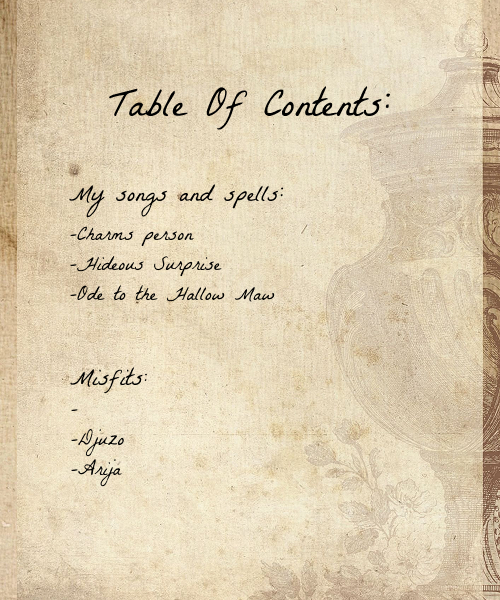 Table Of Contents:
My songs and spells:
-Charms person
-Hideous Surprise
-Ode to the Hallow Maw
Misfits:
-
-Djuzo
-Arija